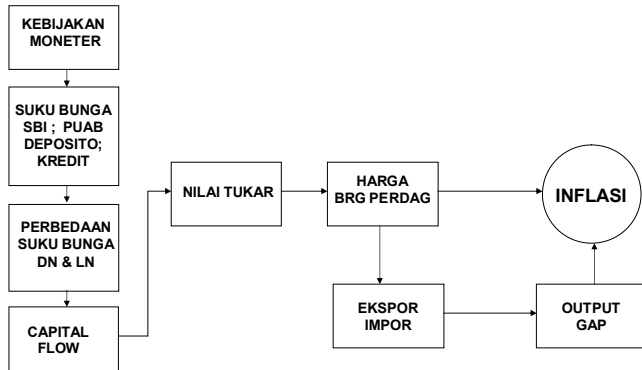 KEBIJAKAN
MONETER
SUKU BUNGA
SBI ; PUAB
DEPOSITO;
KREDIT
PERBEDAAN
SUKU BUNGA
DN & LN
CAPITAL
FLOW
NILAI TUKAR
HARGA
BRG PERDAG
EKSPOR
IMPOR
INFLASI
OUTPUT
GAP